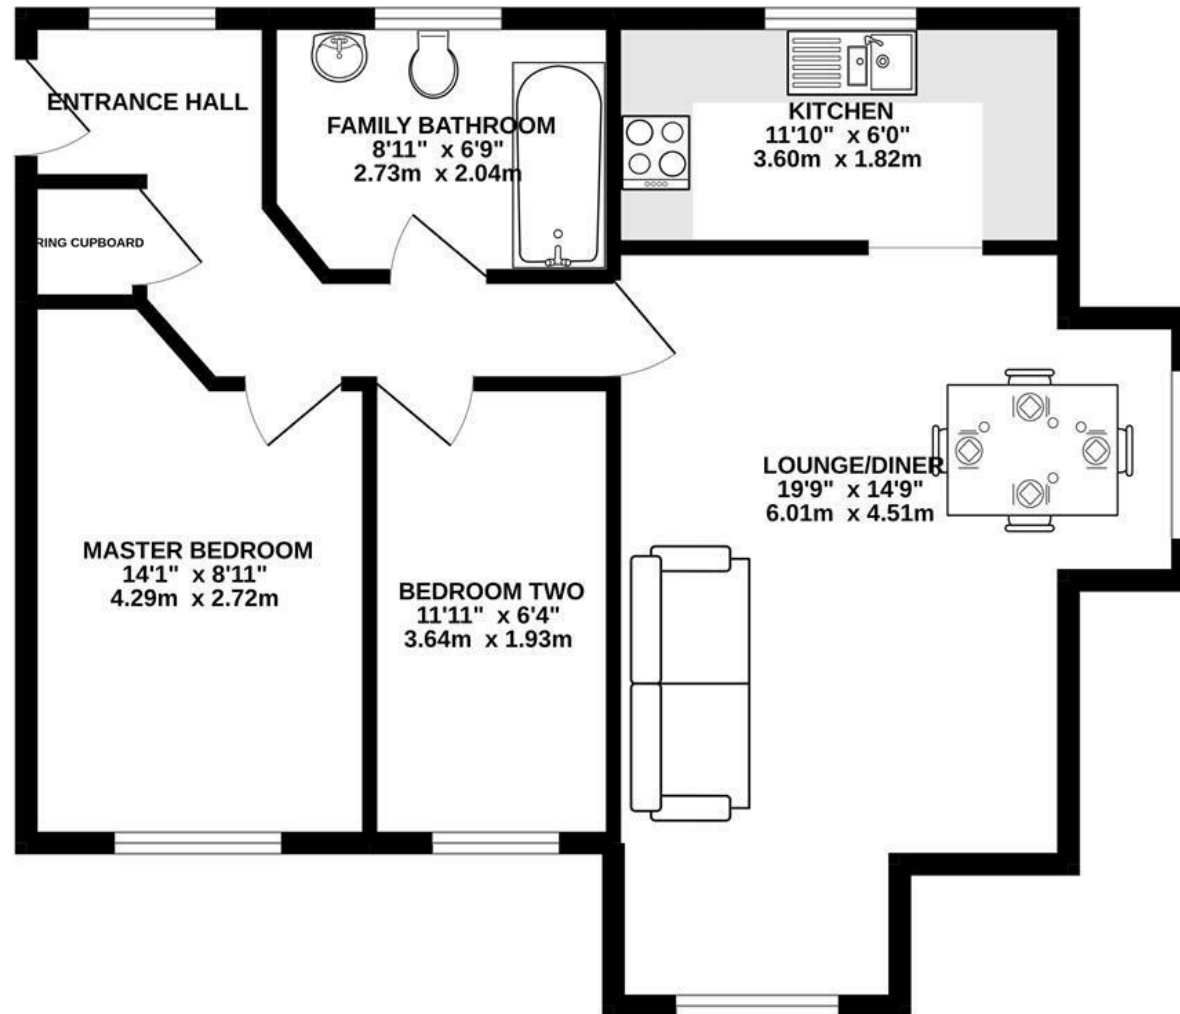 ENTRANCE HALL
FAMILY BATHROOM
8'11" x 6'9"
2.73m x 2.04m
KITCHEN
11'10" x 6'0"
3.60m x 1.82m
RING CUPBOARD
LOUNGE/DINER
19'9" x 14'9"
6.01m x 4.51m
MASTER BEDROOM
14'1" x 8'11"
4.29m x 2.72m
BEDROOM TWO
11'11" x 6'4"
3.64m x 1.93m